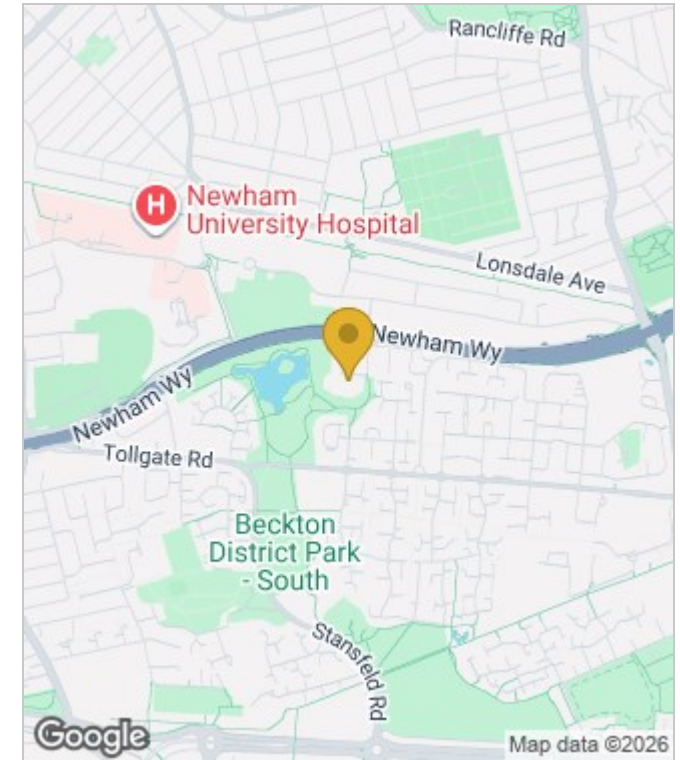 Rancliffe Rd
H
Newham
University Hospital
Lonsdale Ave
Newham Wy
Newham Wy
Tollgate Rd
Beckton
District Park
- South
Stansfeld Rd
Google
Map data ©2026